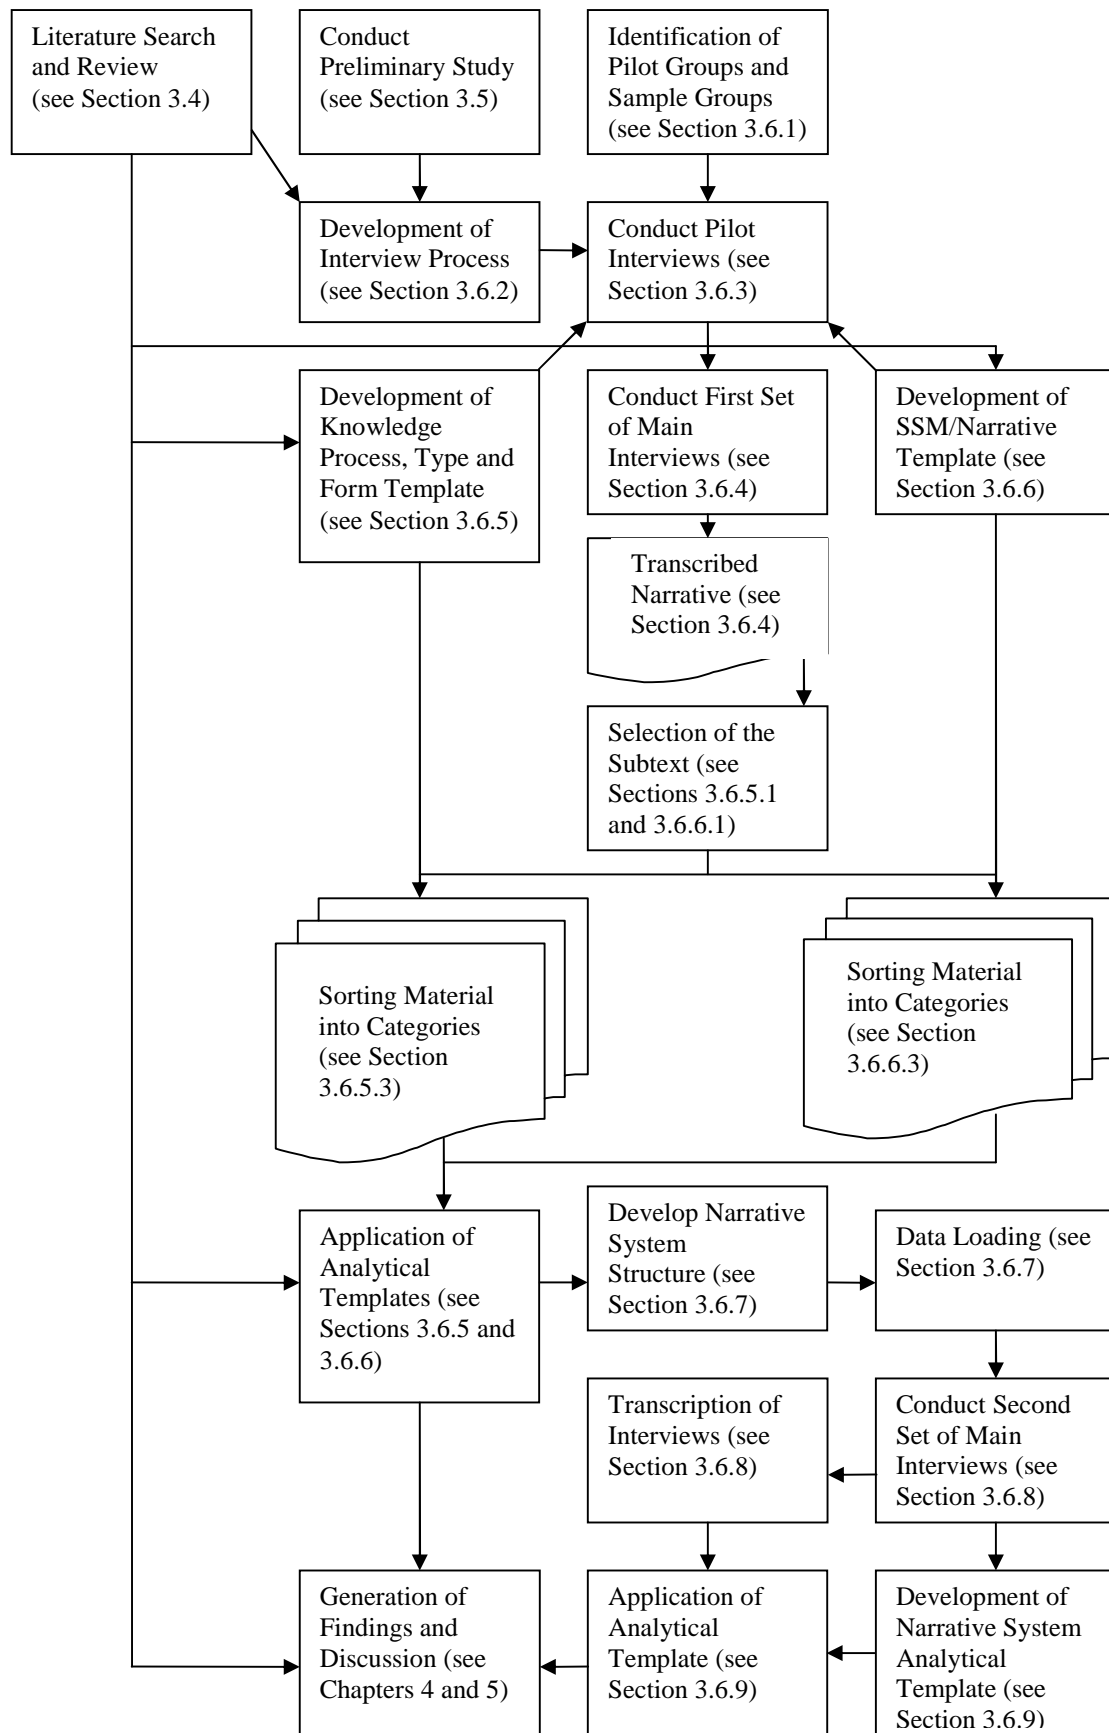 Literature Search
and Review
(see Section 3.4)
Conduct
Preliminary Study
(see Section 3.5)
Identification of
Pilot Groups and
Sample Groups
(see Section 3.6.1)
Development of
Interview Process
(see Section 3.6.2)
Conduct Pilot
Interviews (see
Section 3.6.3)
Development of
Knowledge
Process, Type and
Form Template
(see Section 3.6.5)
Conduct First Set
of Main
Interviews (see
Section 3.6.4)
Development of
SSM/Narrative
Template (see
Section 3.6.6)
Transcribed
Narrative (see
Section 3.6.4)
Selection of the
Subtext (see
Sections 3.6.5.1
and 3.6.6.1)
Sorting Material
into Categories
(see Section
3.6.5.3)
Sorting Material
into Categories
(see Section
3.6.6.3)
Application of
Analytical
Templates (see
Sections 3.6.5 and
3.6.6)
Develop Narrative
System
Structure (see
Section 3.6.7)
Data Loading (see
Section 3.6.7)
Transcription of
Interviews (see
Section 3.6.8)
Conduct Second
Set of Main
Interviews (see
Section 3.6.8)
Generation of
Findings and
Discussion (see
Chapters 4 and 5)
Application of
Analytical
Template (see
Section 3.6.9)
Development of
Narrative System
Analytical
Template (see
Section 3.6.9)